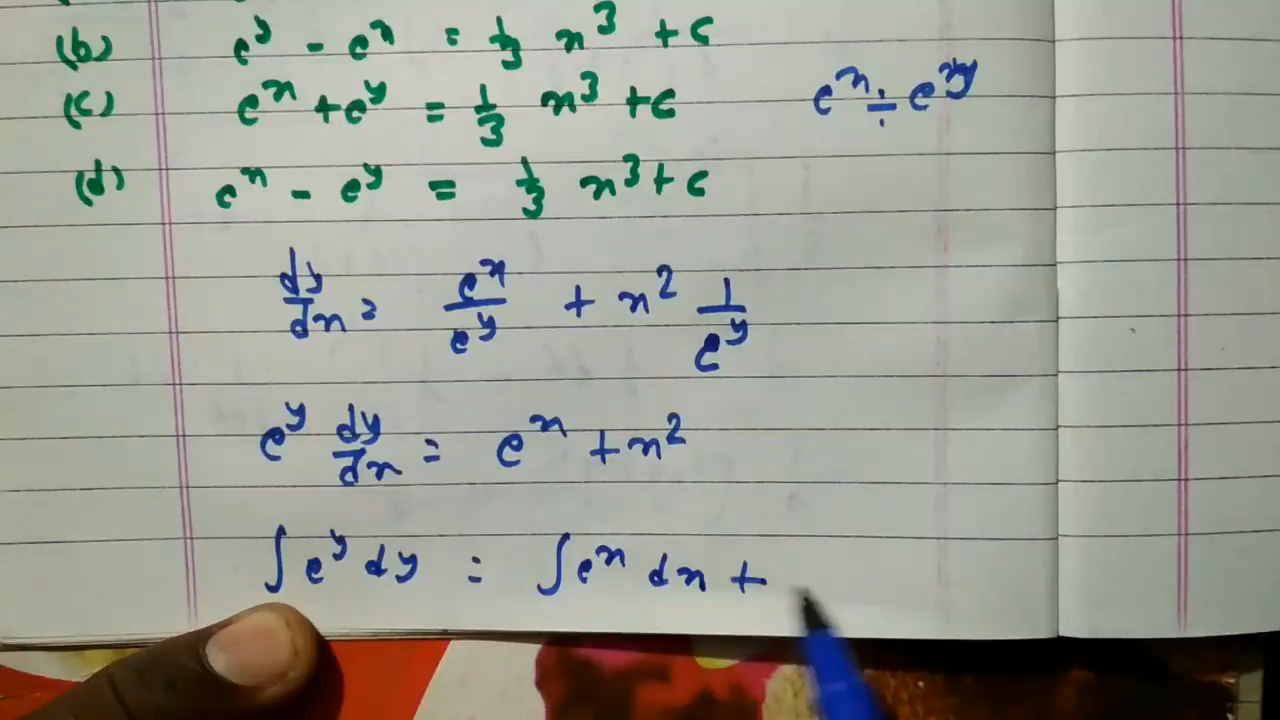 (b) e^y - e^x = 1/3 x^3 + c
(c) e^x + e^y = 1/3 x^3 + c e^x ÷ e^y
(d) e^x - e^y = 1/3 x^3 + c
dy/dx = e^x/e^y + x^2 1/e^y
e^y dy/dx = e^x + x^2
∫e^y dy = ∫e^x dx +